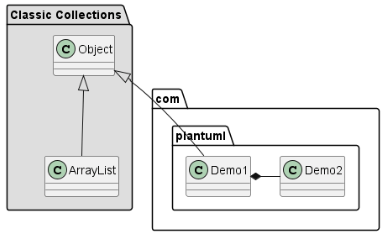 Classic Collections
C Object
com
plantuml
C ArrayList
C Demo1
C Demo2